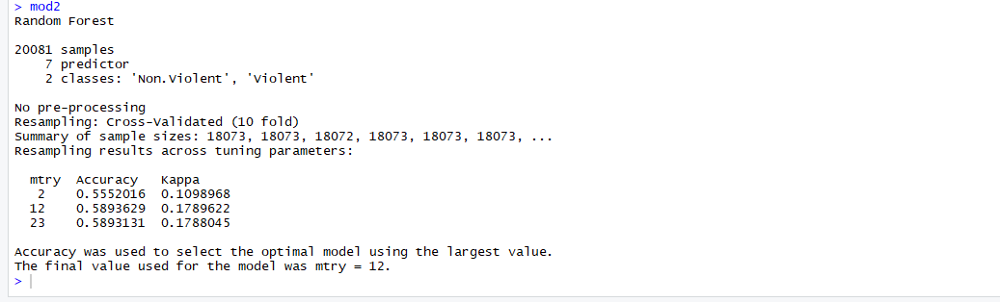 > mod2
Random Forest
20081 samples
7 predictor
2 classes: 'Non.Violent', 'Violent'
No pre-processing
Resampling: Cross-Validated (10 fold)
Summary of sample sizes: 18073, 18073, 18072, 18073, 18073, 18073, ...
Resampling results across tuning parameters:
mtry Accuracy Kappa
2 0.5552016 0.1098968
12 0.5893629 0.1789622
23 0.5893131 0.1788045
Accuracy was used to select the optimal model using the largest value.
The final value used for the model was mtry = 12.
>